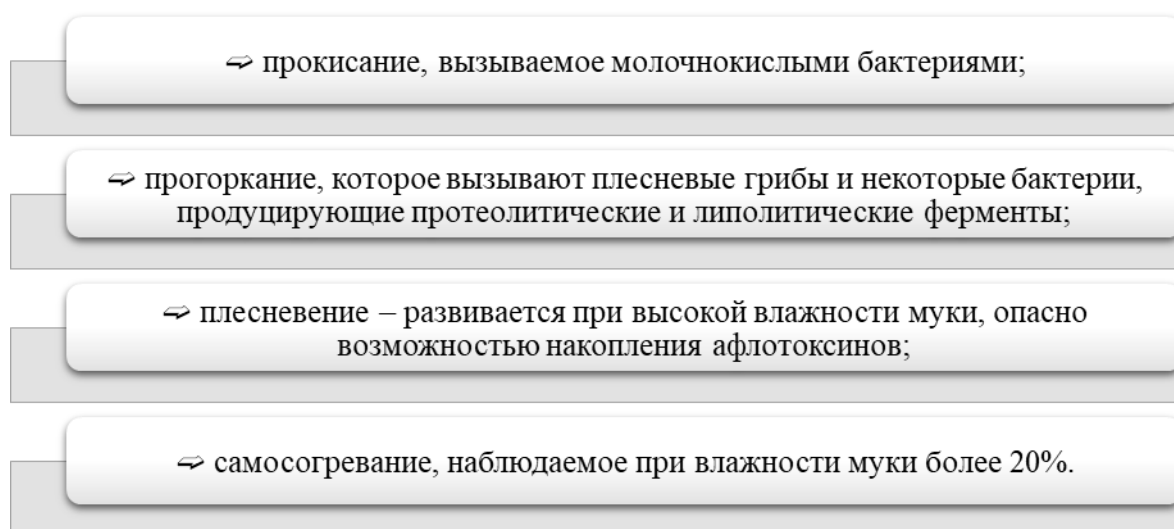 ➫ прокисание, вызываемое молочнокислыми бактериями;
➫ прогоркание, которое вызывают плесневые грибы и некоторые бактерии,
продуцирующие протеолитические и липолитические ферменты;
➫ плесневение – развивается при высокой влажности муки, опасно
возможностью накопления афлотоксинов;
➫ самосогревание, наблюдаемое при влажности муки более 20%.